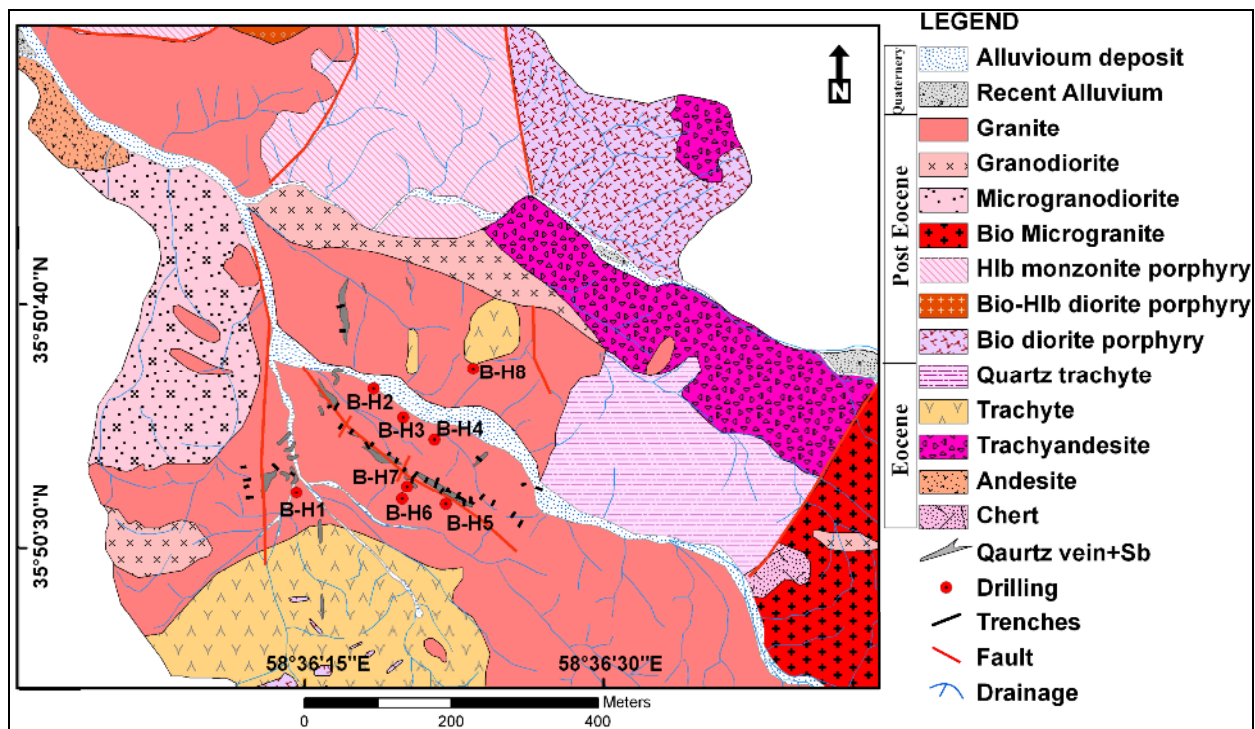 LEGEND
Alluvioum deposit
Recent Alluvium
Granite
Granodiorite
Microgranodiorite
Bio Microgranite
Hlb monzonite porphyry
Bio-Hlb diorite porphyry
Bio diorite porphyry
Quartz trachyte
Trachyte
Trachyandesite
Andesite
Chert
Qaurtz vein+Sb
Drilling
Trenches
Fault
Drainage
Quaternery
Post Eocene
Eocene
N
35°50'40"N
35°50'30"N
B-H8
B-H2
B-H3
B-H4
B-H7
B-H1
B-H6
B-H5
58°36'15"E
58°36'30"E
Meters
0
200
400